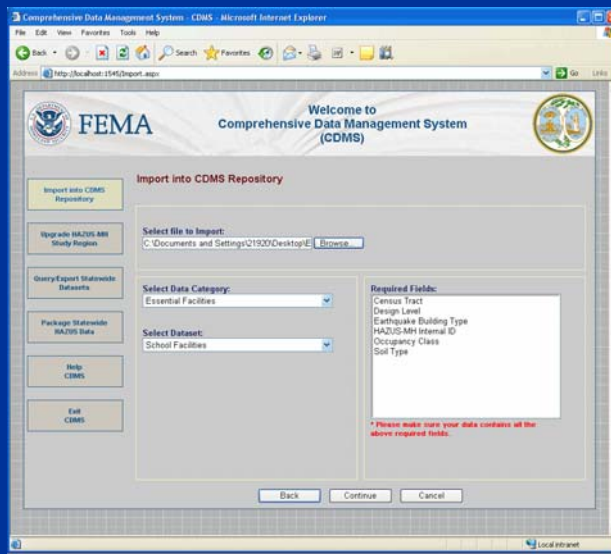 Comprehensive Data Management System - CDMS - Microsoft Internet Explorer
File Edit View Favorites Tools Help
Back Search Favorites
Address http://localhost:1545/Import.aspx Go Links
FEMA
Welcome to
Comprehensive Data Management System
(CDMS)
Import into CDMS
Repository
Upgrade HAZUS-MH
Study Region
Query/Export Statewide
Datasets
Package Statewide
HAZUS Data
Help
CDMS
Exit
CDMS
Import into CDMS Repository
Select file to Import:
C:\Documents and Settings\21920\Desktop\E Browse...
Select Data Category:
Essential Facilities
Select Dataset:
School Facilities
Required Fields:
Census Tract
Design Level
Earthquake Building Type
HAZUS-MH Internal ID
Occupancy Class
Soil Type
* Please make sure your data contains all the
above required fields.
Back Continue Cancel
Local intranet